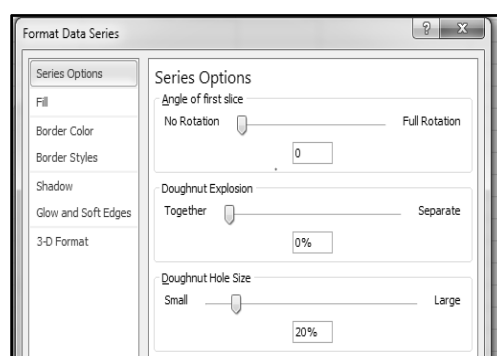 Format Data Series
Series Options
Fill
Border Color
Border Styles
Shadow
Glow and Soft Edges
3-D Format
Series Options
Angle of first slice
No Rotation Full Rotation
0
Doughnut Explosion
Together Separate
0%
Doughnut Hole Size
Small Large
20%